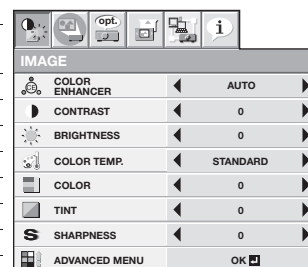 opt.
i
IMAGE
CE
COLOR
ENHANCER
AUTO
CONTRAST
0
BRIGHTNESS
0
COLOR TEMP.
STANDARD
COLOR
0
TINT
0
S SHARPNESS
0
ADVANCED MENU
OK